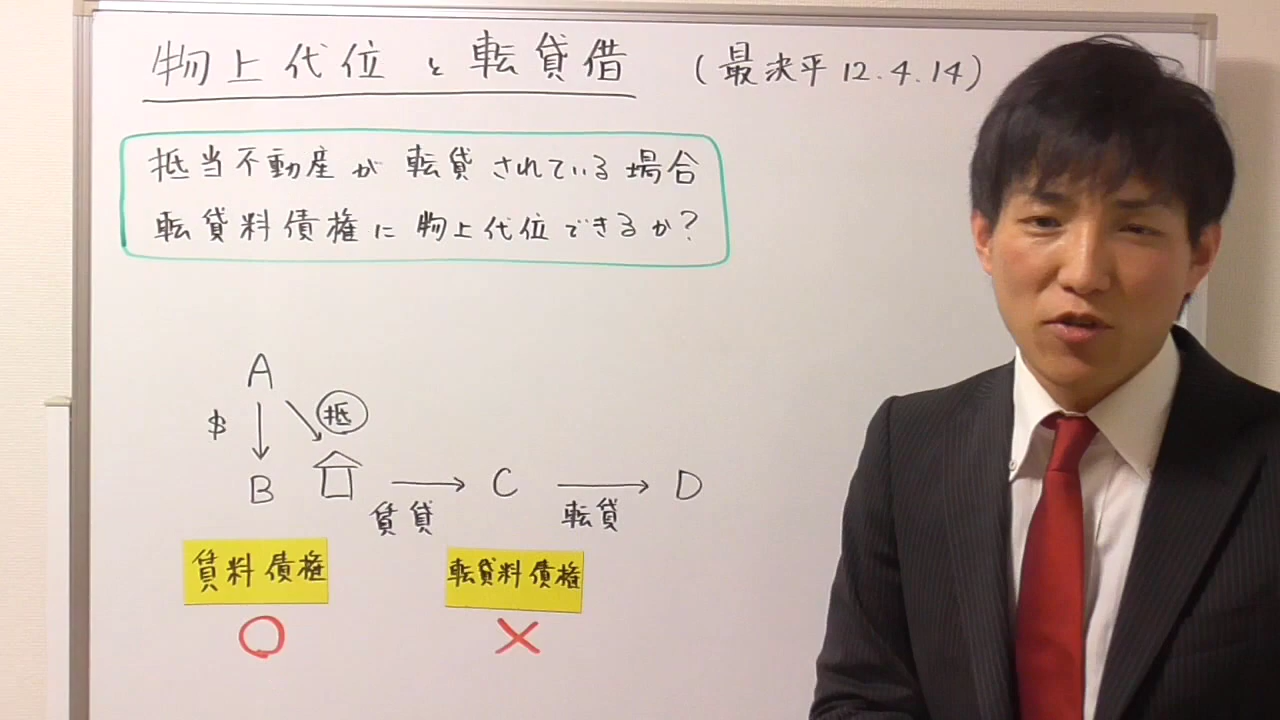 物上代位と転貸借 (最決平12.4.14)
抵当不動産が転貸されている場合
転貸料債権に物上代位できるか?
A
$ 抵
B C D
賃貸 転貸
賃料債権 転貸料債権
○ ×